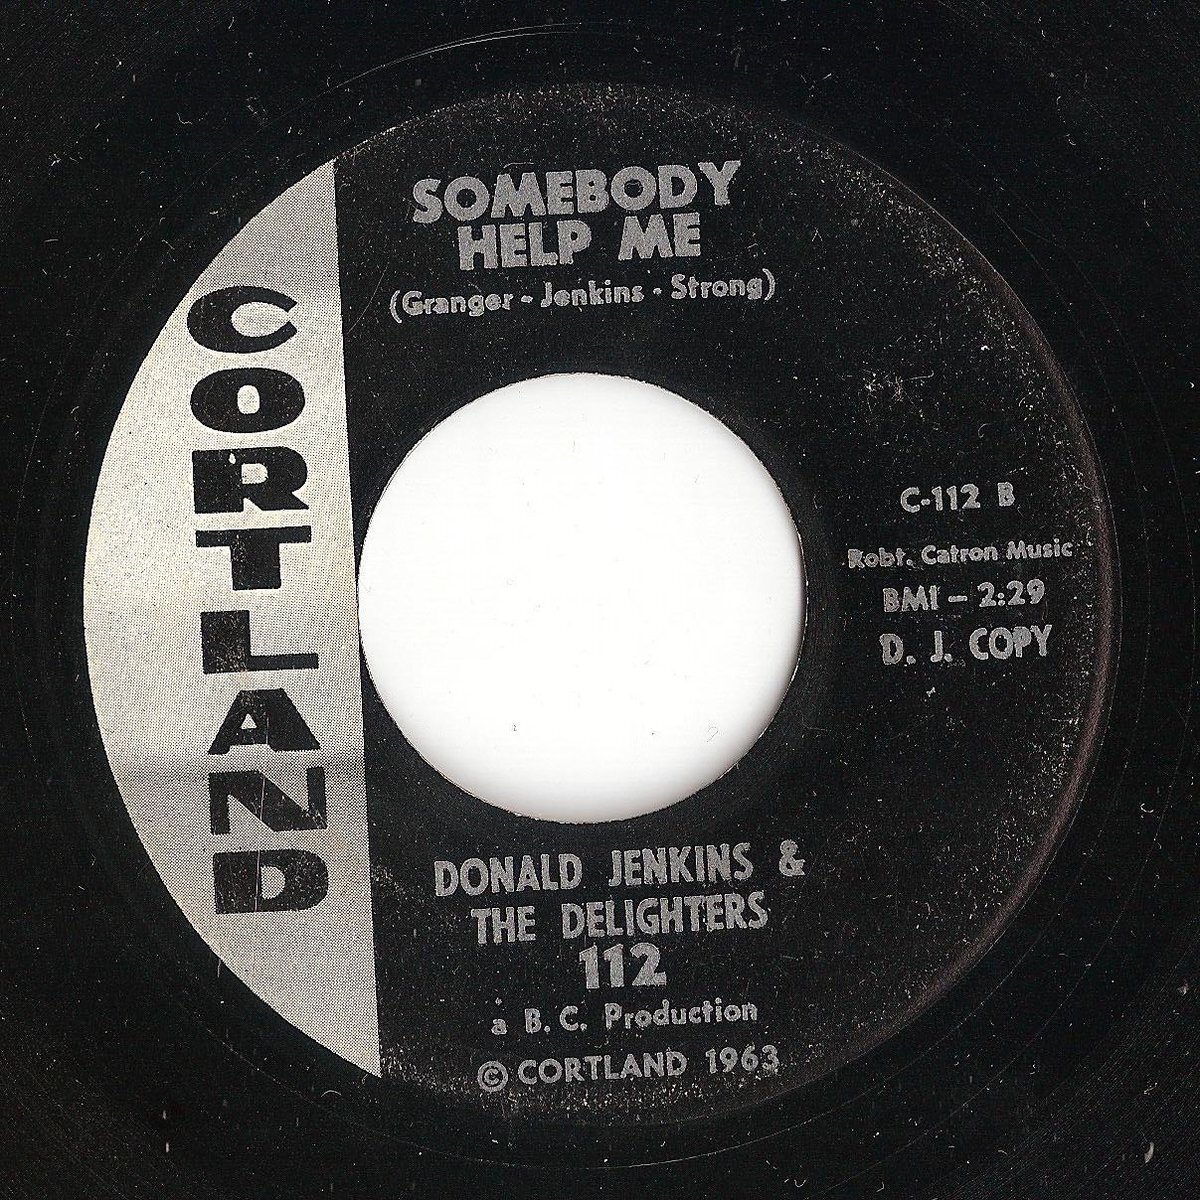 SOMEBODY
HELP ME
(Granger - Jenkins - Strong)
CORTLAND
C-112 B
Robt. Catron Music
BMI - 2:29
D. J. COPY
DONALD JENKINS &
THE DELIGHTERS
112
a B. C. Production
© CORTLAND 1963